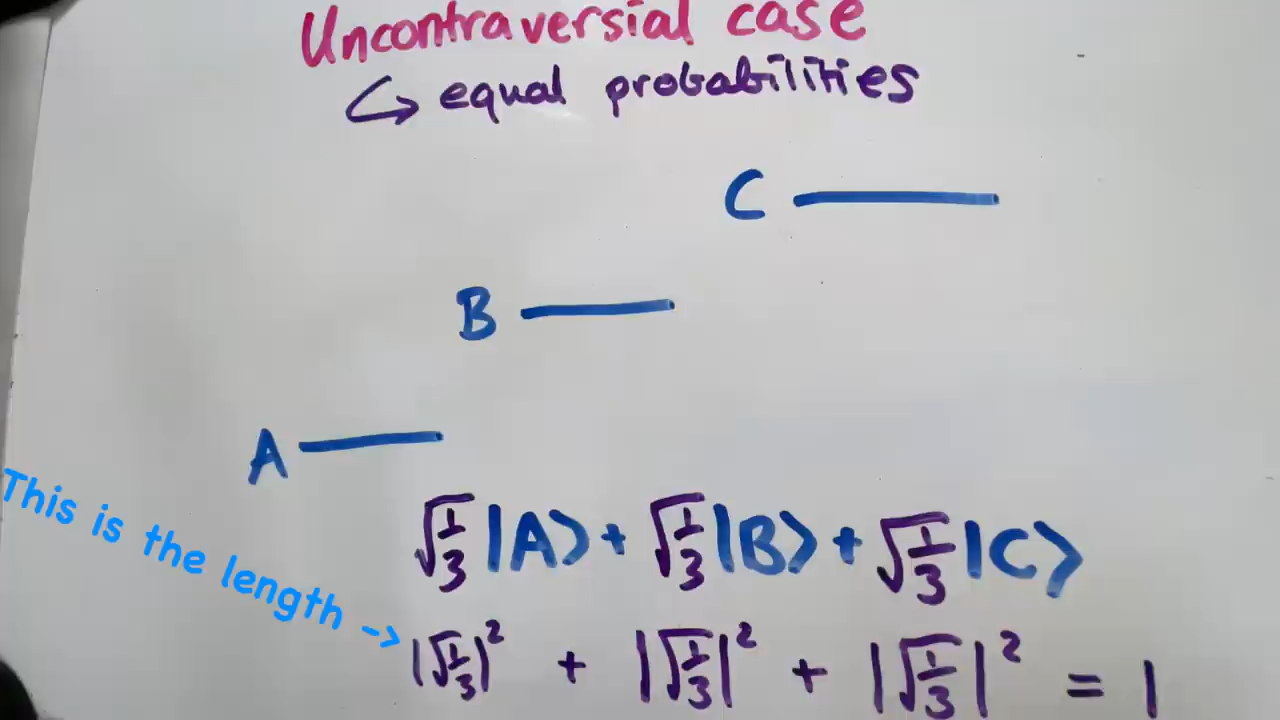 Uncontraversial case
↪ equal probabilities
C
B
A
This is the length ->
√1/3 |A⟩ + √1/3 |B⟩ + √1/3 |C⟩
|√1/3|² + |√1/3|² + |√1/3|² = 1